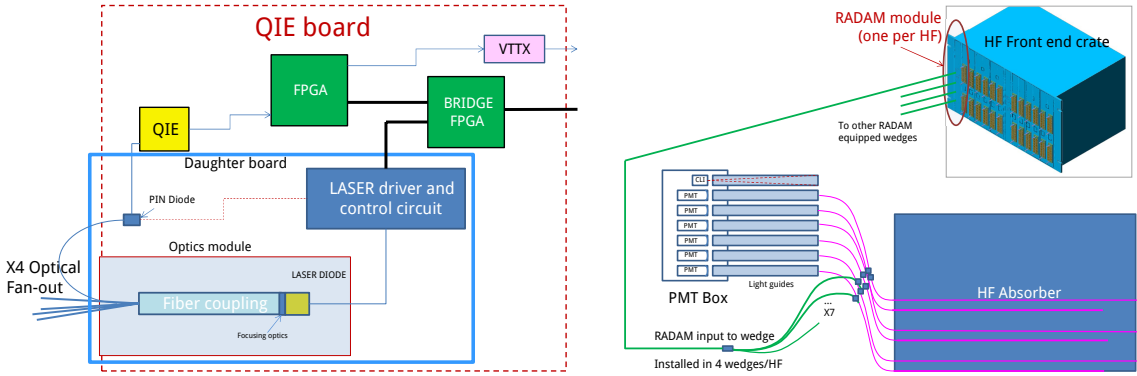 QIE board
VTTX
FPGA
BRIDGE
FPGA
QIE
Daughter board
LASER driver and
control circuit
PIN Diode
Optics module
X4 Optical
Fan-out
LASER DIODE
Fiber coupling
Focusing optics
RADAM module
(one per HF)
HF Front end crate
To other RADAM
equipped wedges
CLI
PMT
PMT
PMT
PMT
PMT
PMT
Light guides
PMT Box
HF Absorber
...
X7
RADAM input to wedge
Installed in 4 wedges/HF